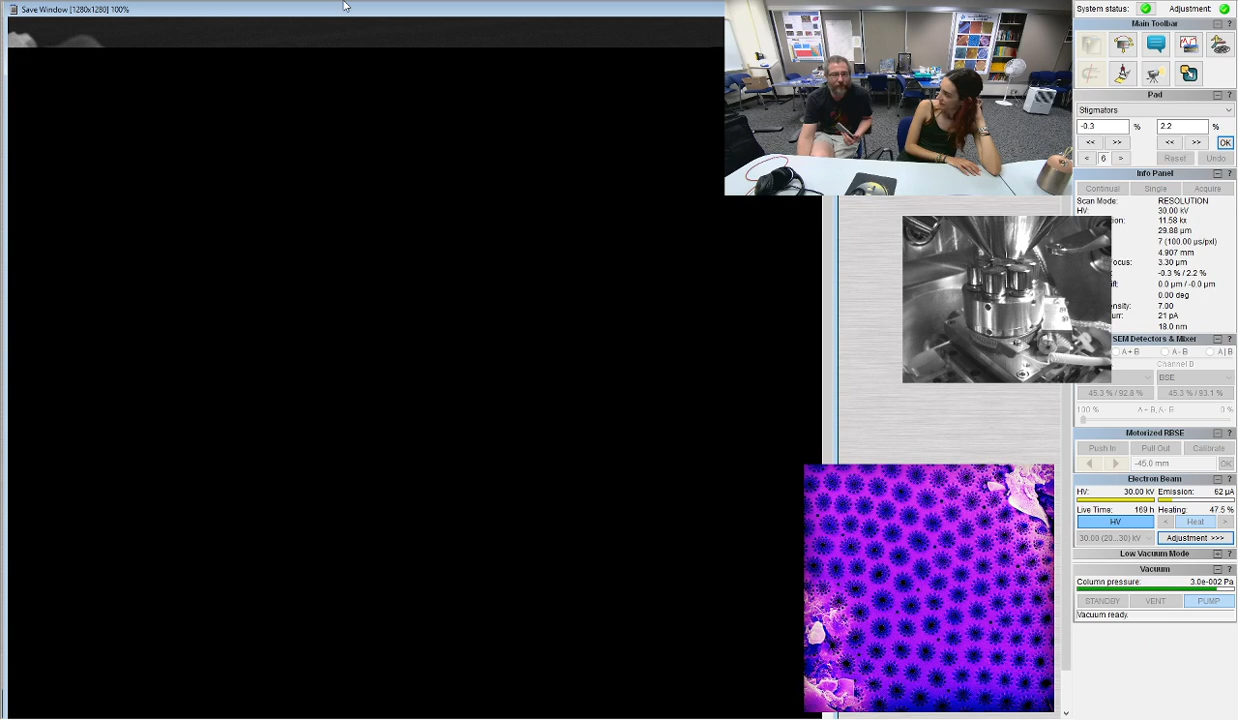 Save Window [1280x1280] 100%
System status: Adjustment:
Main Toolbar - ?
Pad - ?
Stigmators
-0.3 % 2.2 %
<< >> << >> OK
< 6 > Reset Undo
Info Panel - ?
Continual Single Acquire
Scan Mode: RESOLUTION
HV: 30.00 kV
11.58 kx
29.88 µm
7 (100.00 µs/pxl)
4.907 mm
ocus: 3.30 µm
-0.3 % / 2.2 %
0.0 µm / -0.0 µm
0.00 deg
ensity: 7.00
urr: 21 pA
18.0 nm
SEM Detectors & Mixer - ?
A + B A - B A | B
Channel B
BSE
45.3 % / 92.8 % 45.3 % / 93.1 %
100 % A + B, A - B 0 %
Motorized RBSE - ?
Push In Pull Out Calibrate
-45.0 mm OK
Electron Beam - ?
HV: 30.00 kV Emission: 62 µA
Live Time: 169 h Heating: 47.5 %
HV < Heat >
30.00 (20...30) kV Adjustment >>>
Low Vacuum Mode + ?
Vacuum - ?
Column pressure: 3.0e-002 Pa
STANDBY VENT PUMP
Vacuum ready.